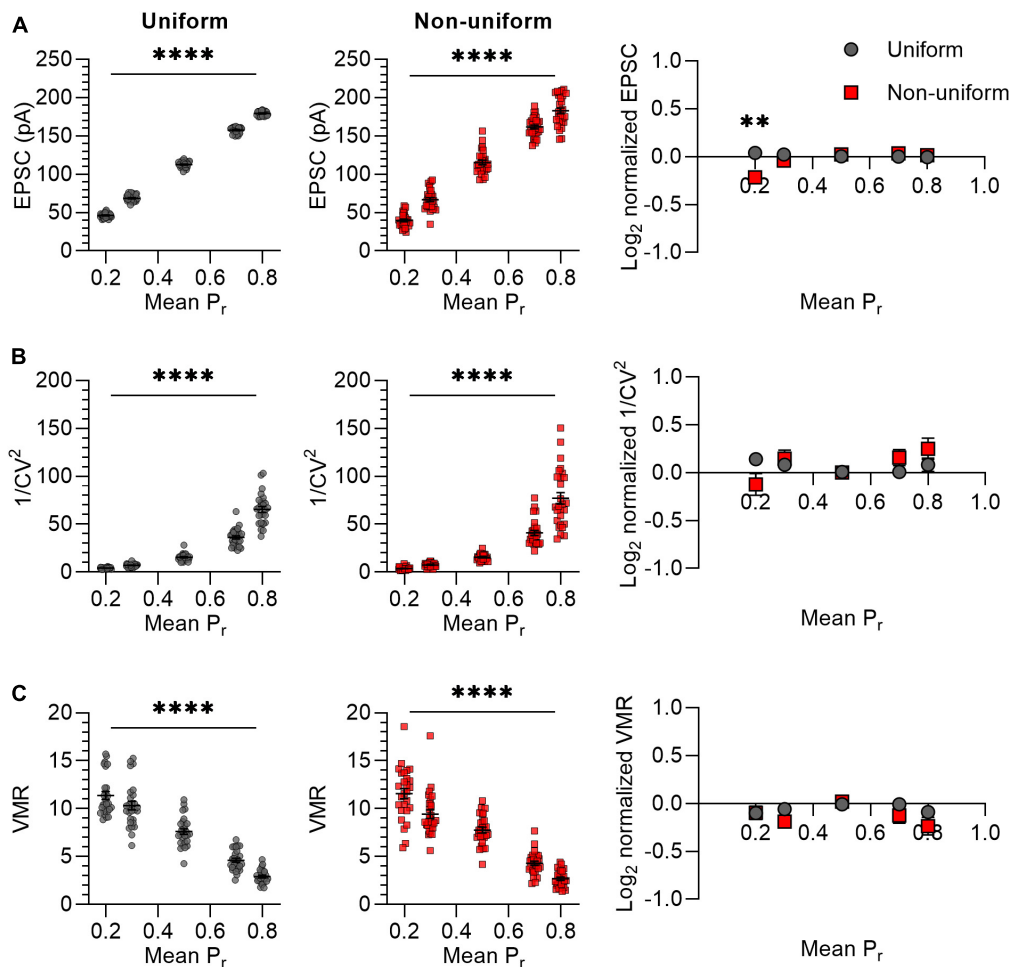 A
Uniform
Non-uniform
****
250
200
150
100
50
0
EPSC (pA)
0.2 0.4 0.6 0.8
Mean Pr
****
250
200
150
100
50
0
EPSC (pA)
0.2 0.4 0.6 0.8
Mean Pr
Uniform
Non-uniform
**
1.0
0.5
0.0
-0.5
-1.0
Log2 normalized EPSC
0.2 0.4 0.6 0.8 1.0
Mean Pr
B
****
200
150
100
50
0
1/CV2
0.2 0.4 0.6 0.8
Mean Pr
****
200
150
100
50
0
1/CV2
0.2 0.4 0.6 0.8
Mean Pr
1.0
0.5
0.0
-0.5
-1.0
Log2 normalized 1/CV2
0.2 0.4 0.6 0.8 1.0
Mean Pr
C
****
20
15
10
5
0
VMR
0.2 0.4 0.6 0.8
Mean Pr
****
20
15
10
5
0
VMR
0.2 0.4 0.6 0.8
Mean Pr
1.0
0.5
0.0
-0.5
-1.0
Log2 normalized VMR
0.2 0.4 0.6 0.8 1.0
Mean Pr